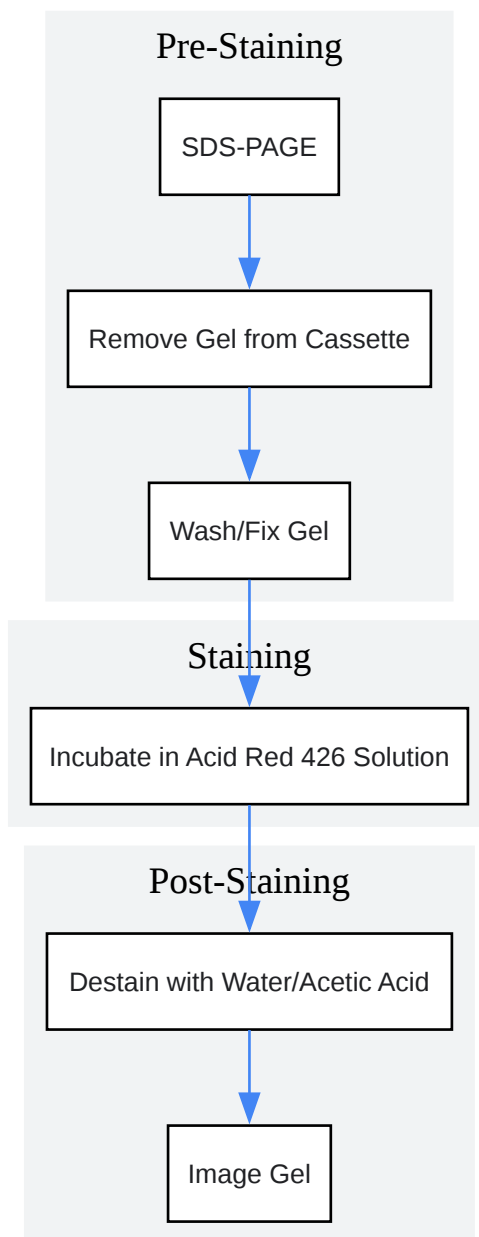 Pre-Staining
SDS-PAGE
Remove Gel from Cassette
Wash/Fix Gel
Staining
Incubate in Acid Red 426 Solution
Post-Staining
Destain with Water/Acetic Acid
Image Gel